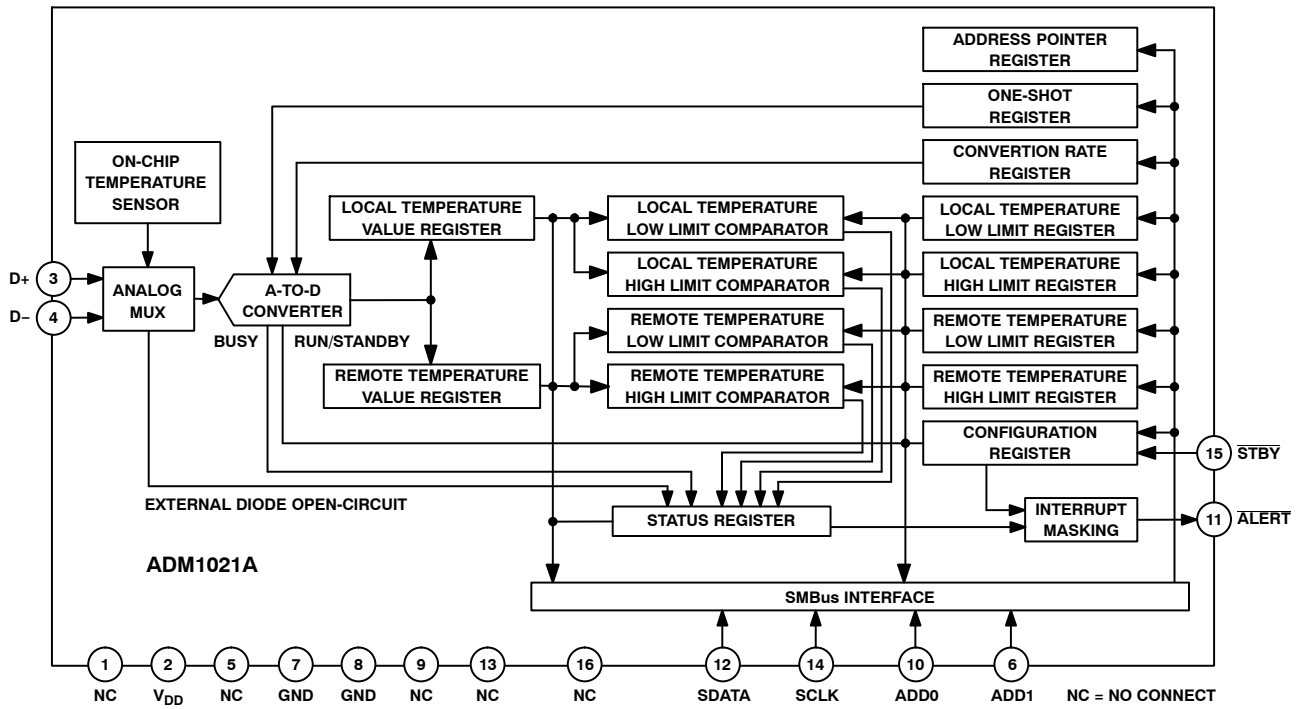 ADDRESS POINTER
REGISTER
ONE-SHOT
REGISTER
CONVERTION RATE
REGISTER
ON-CHIP
TEMPERATURE
SENSOR
LOCAL TEMPERATURE
VALUE REGISTER
LOCAL TEMPERATURE
LOW LIMIT COMPARATOR
LOCAL TEMPERATURE
LOW LIMIT REGISTER
D+
3
D−
4
ANALOG
MUX
A-TO-D
CONVERTER
LOCAL TEMPERATURE
HIGH LIMIT COMPARATOR
LOCAL TEMPERATURE
HIGH LIMIT REGISTER
BUSY
RUN/STANDBY
REMOTE TEMPERATURE
LOW LIMIT COMPARATOR
REMOTE TEMPERATURE
LOW LIMIT REGISTER
REMOTE TEMPERATURE
VALUE REGISTER
REMOTE TEMPERATURE
HIGH LIMIT COMPARATOR
REMOTE TEMPERATURE
HIGH LIMIT REGISTER
CONFIGURATION
REGISTER
15
STBY
EXTERNAL DIODE OPEN-CIRCUIT
STATUS REGISTER
INTERRUPT
MASKING
11
ALERT
ADM1021A
SMBus INTERFACE
1
2
5
7
8
9
13
16
12
14
10
6
NC
VDD
NC
GND
GND
NC
NC
NC
SDATA
SCLK
ADD0
ADD1
NC = NO CONNECT